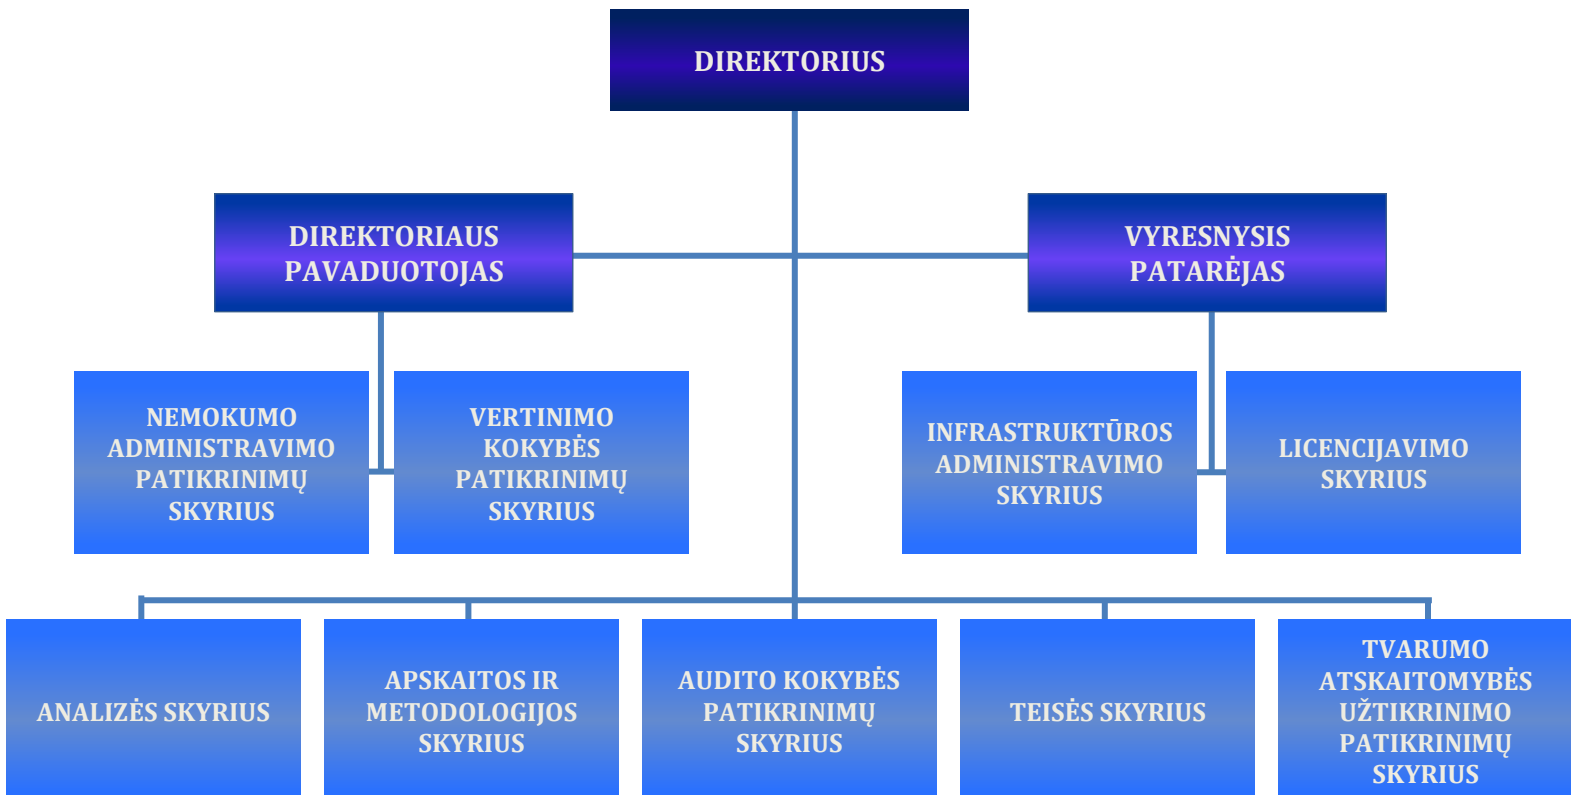 DIREKTORIUS
DIREKTORIAUS
PAVADUOTOJAS
VYRESNYSIS
PATARĖJAS
NEMOKUMO
ADMINISTRAVIMO
PATIKRINIMŲ
SKYRIUS
VERTINIMO
KOKYBĖS
PATIKRINIMŲ
SKYRIUS
INFRASTRUKTŪROS
ADMINISTRAVIMO
SKYRIUS
LICENCIJAVIMO
SKYRIUS
ANALIZĖS SKYRIUS
APSKAITOS IR
METODOLOGIJOS
SKYRIUS
AUDITO KOKYBĖS
PATIKRINIMŲ
SKYRIUS
TEISĖS SKYRIUS
TVARUMO
ATSKAITOMYBĖS
UŽTIKRINIMO
PATIKRINIMŲ
SKYRIUS